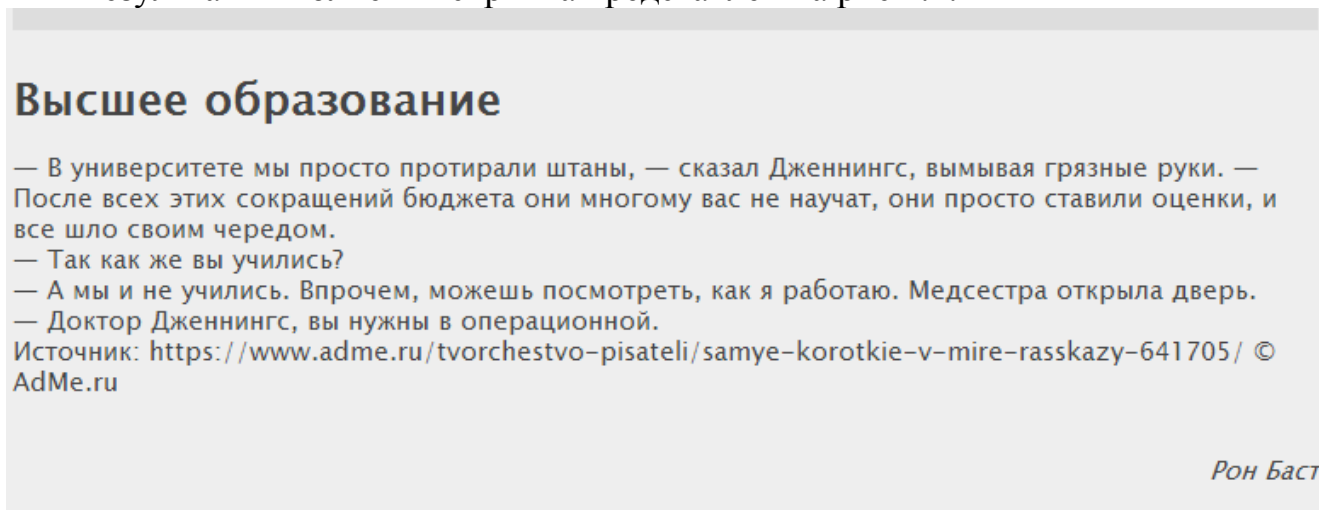 Высшее образование
— В университете мы просто протирали штаны, — сказал Дженнингс, вымывая грязные руки. —
После всех этих сокращений бюджета они многому вас не научат, они просто ставили оценки, и
все шло своим чередом.
— Так как же вы учились?
— А мы и не учились. Впрочем, можешь посмотреть, как я работаю. Медсестра открыла дверь.
— Доктор Дженнингс, вы нужны в операционной.
Источник: https://www.adme.ru/tvorchestvo-pisateli/samye-korotkie-v-mire-rasskazy-641705/ ©
AdMe.ru
Рон Баст